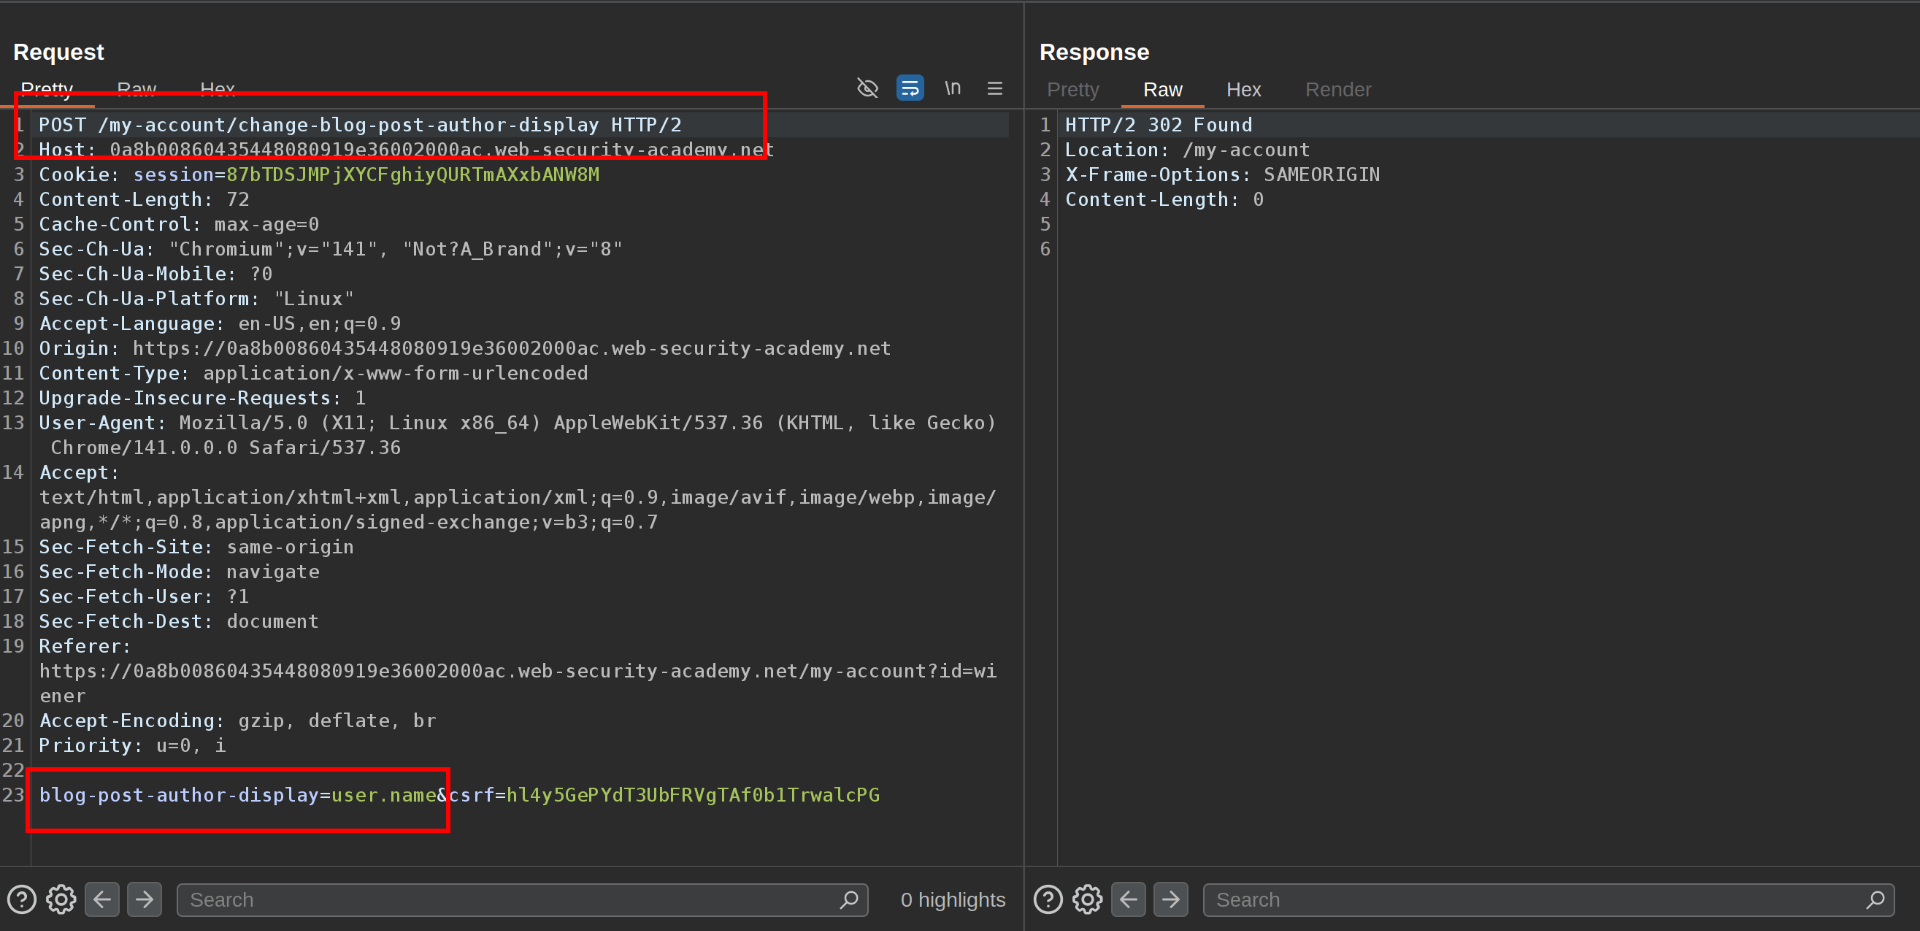 Request
Pretty Raw Hex
\n
1 POST /my-account/change-blog-post-author-display HTTP/2
2 Host: 0a8b00860435448080919e36002000ac.web-security-academy.net
3 Cookie: session=87bTDSJMPjXYCFghiyQURTmAXxbANW8M
4 Content-Length: 72
5 Cache-Control: max-age=0
6 Sec-Ch-Ua: "Chromium";v="141", "Not?A_Brand";v="8"
7 Sec-Ch-Ua-Mobile: ?0
8 Sec-Ch-Ua-Platform: "Linux"
9 Accept-Language: en-US,en;q=0.9
10 Origin: https://0a8b00860435448080919e36002000ac.web-security-academy.net
11 Content-Type: application/x-www-form-urlencoded
12 Upgrade-Insecure-Requests: 1
13 User-Agent: Mozilla/5.0 (X11; Linux x86_64) AppleWebKit/537.36 (KHTML, like Gecko)
Chrome/141.0.0.0 Safari/537.36
14 Accept:
text/html,application/xhtml+xml,application/xml;q=0.9,image/avif,image/webp,image/
apng,*/*;q=0.8,application/signed-exchange;v=b3;q=0.7
15 Sec-Fetch-Site: same-origin
16 Sec-Fetch-Mode: navigate
17 Sec-Fetch-User: ?1
18 Sec-Fetch-Dest: document
19 Referer:
https://0a8b00860435448080919e36002000ac.web-security-academy.net/my-account?id=wi
ener
20 Accept-Encoding: gzip, deflate, br
21 Priority: u=0, i
22
23 blog-post-author-display=user.name&csrf=hl4y5GePYdT3UbFRVgTAf0b1TrwalcPG
Search
0 highlights
Response
Pretty Raw Hex Render
1 HTTP/2 302 Found
2 Location: /my-account
3 X-Frame-Options: SAMEORIGIN
4 Content-Length: 0
5
6
Search